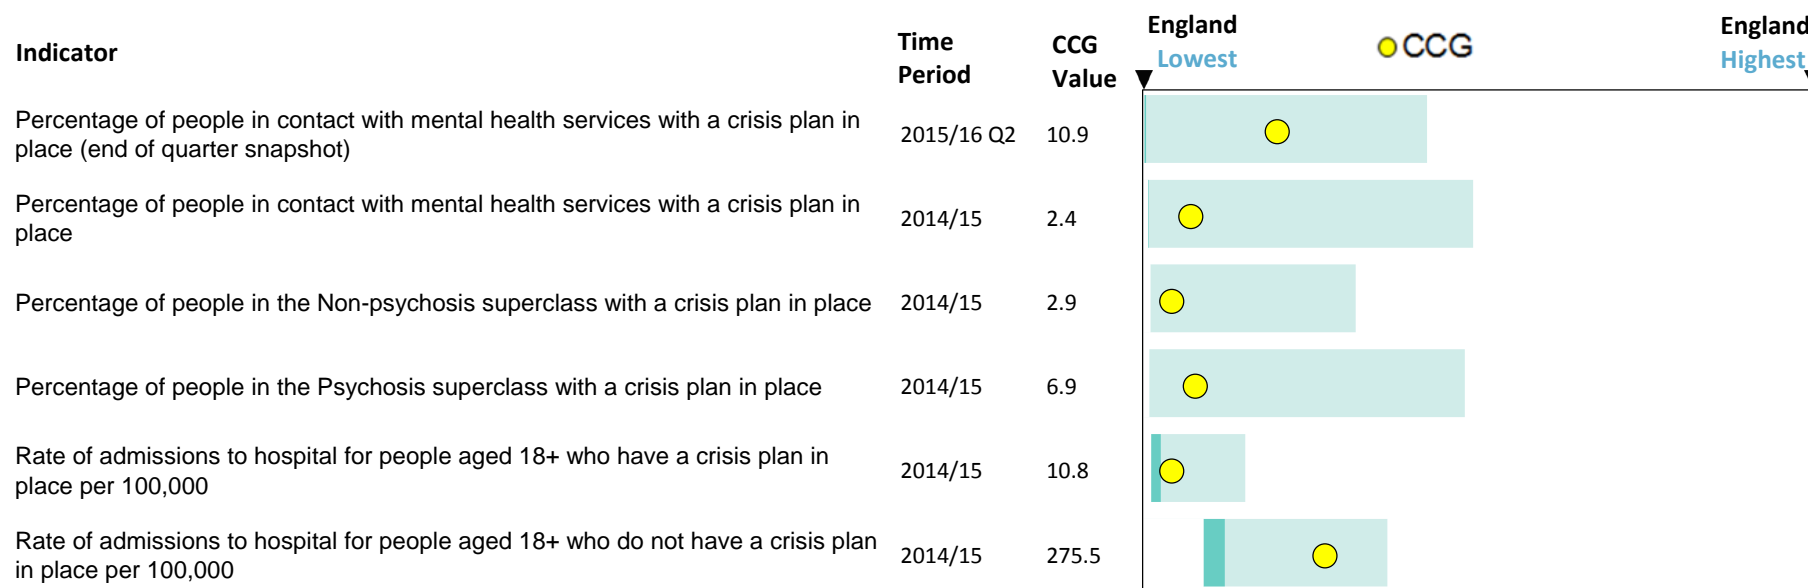 Indicator
Time
Period
CCG
Value
England
Lowest
CCG
England
Highest
Percentage of people in contact with mental health services with a crisis plan in
place (end of quarter snapshot)
2015/16 Q2
10.9
Percentage of people in contact with mental health services with a crisis plan in
place
2014/15
2.4
Percentage of people in the Non-psychosis superclass with a crisis plan in place
2014/15
2.9
Percentage of people in the Psychosis superclass with a crisis plan in place
2014/15
6.9
Rate of admissions to hospital for people aged 18+ who have a crisis plan in
place per 100,000
2014/15
10.8
Rate of admissions to hospital for people aged 18+ who do not have a crisis plan
in place per 100,000
2014/15
275.5